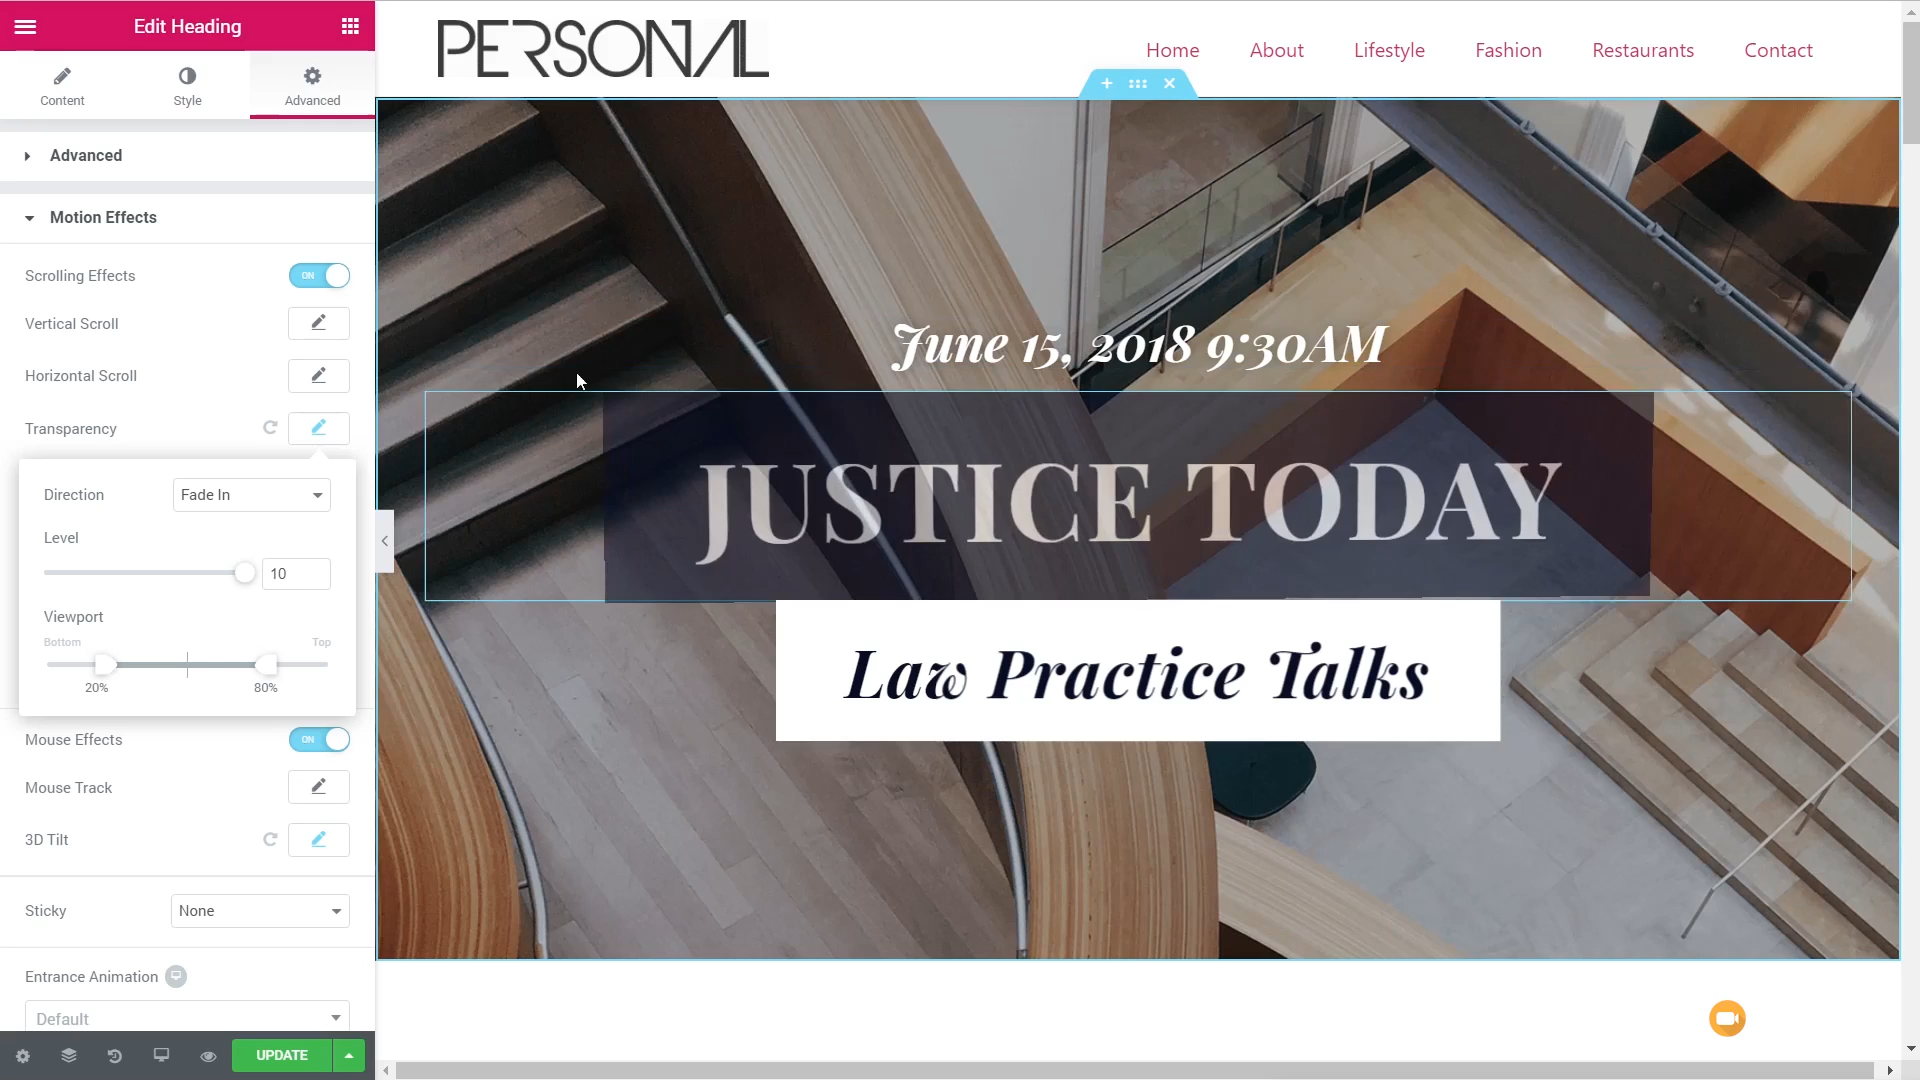 Edit Heading
Content
Style
Advanced
Advanced
Motion Effects
Scrolling Effects
ON
Vertical Scroll
Horizontal Scroll
Transparency
Direction
Fade In
Level
10
Viewport
Bottom
Top
20%
80%
Mouse Effects
ON
Mouse Track
3D Tilt
Sticky
None
Entrance Animation
Default
UPDATE
PERSONAL
Home
About
Lifestyle
Fashion
Restaurants
Contact
June 15, 2018 9:30AM
JUSTICE TODAY
Law Practice Talks